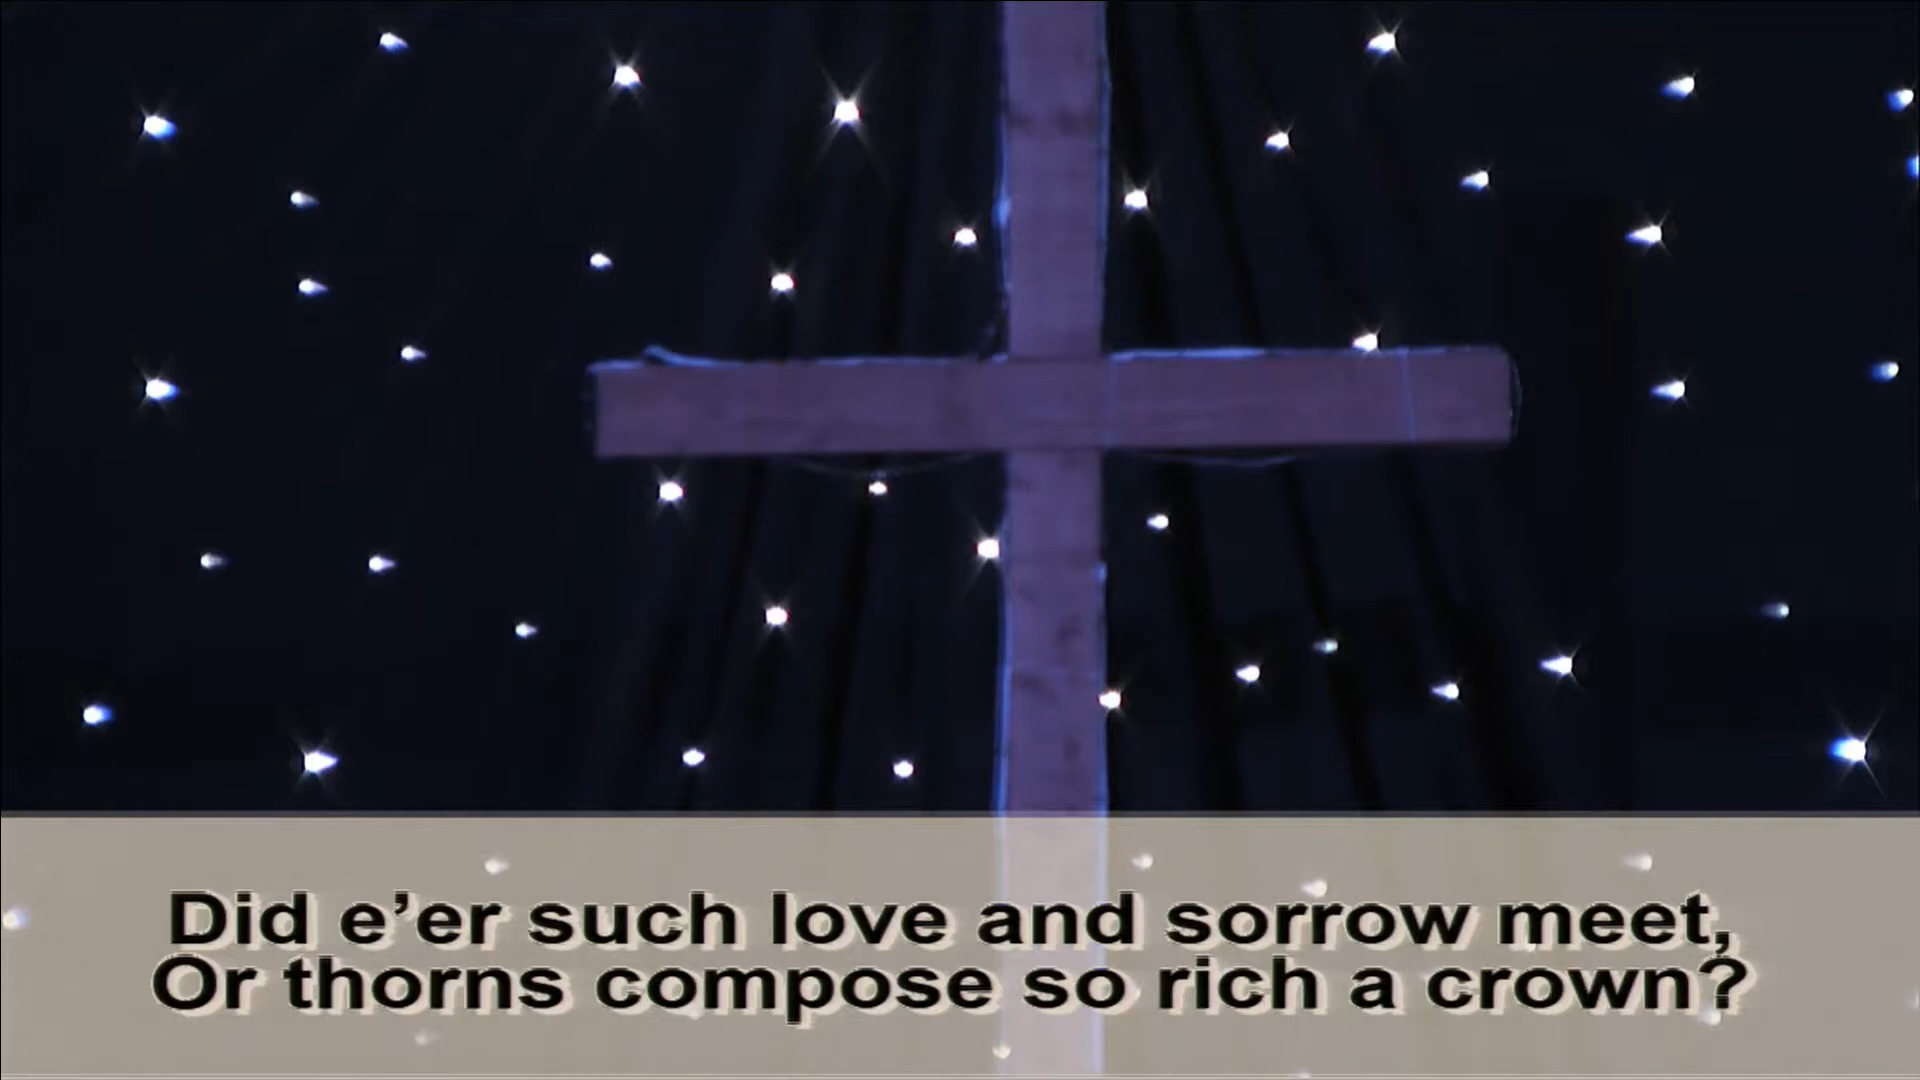 Did e’er such love and sorrow meet,
Or thorns compose so rich a crown?